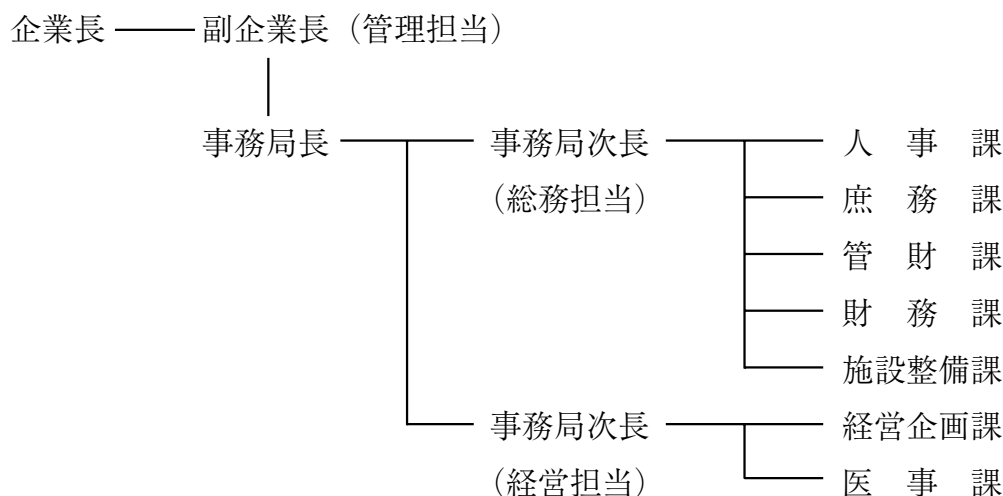 企業長 副企業長（管理担当）
事務局長 事務局次長 人事課
（総務担当） 庶務課
管財課
財務課
施設整備課
事務局次長 経営企画課
（経営担当） 医事課